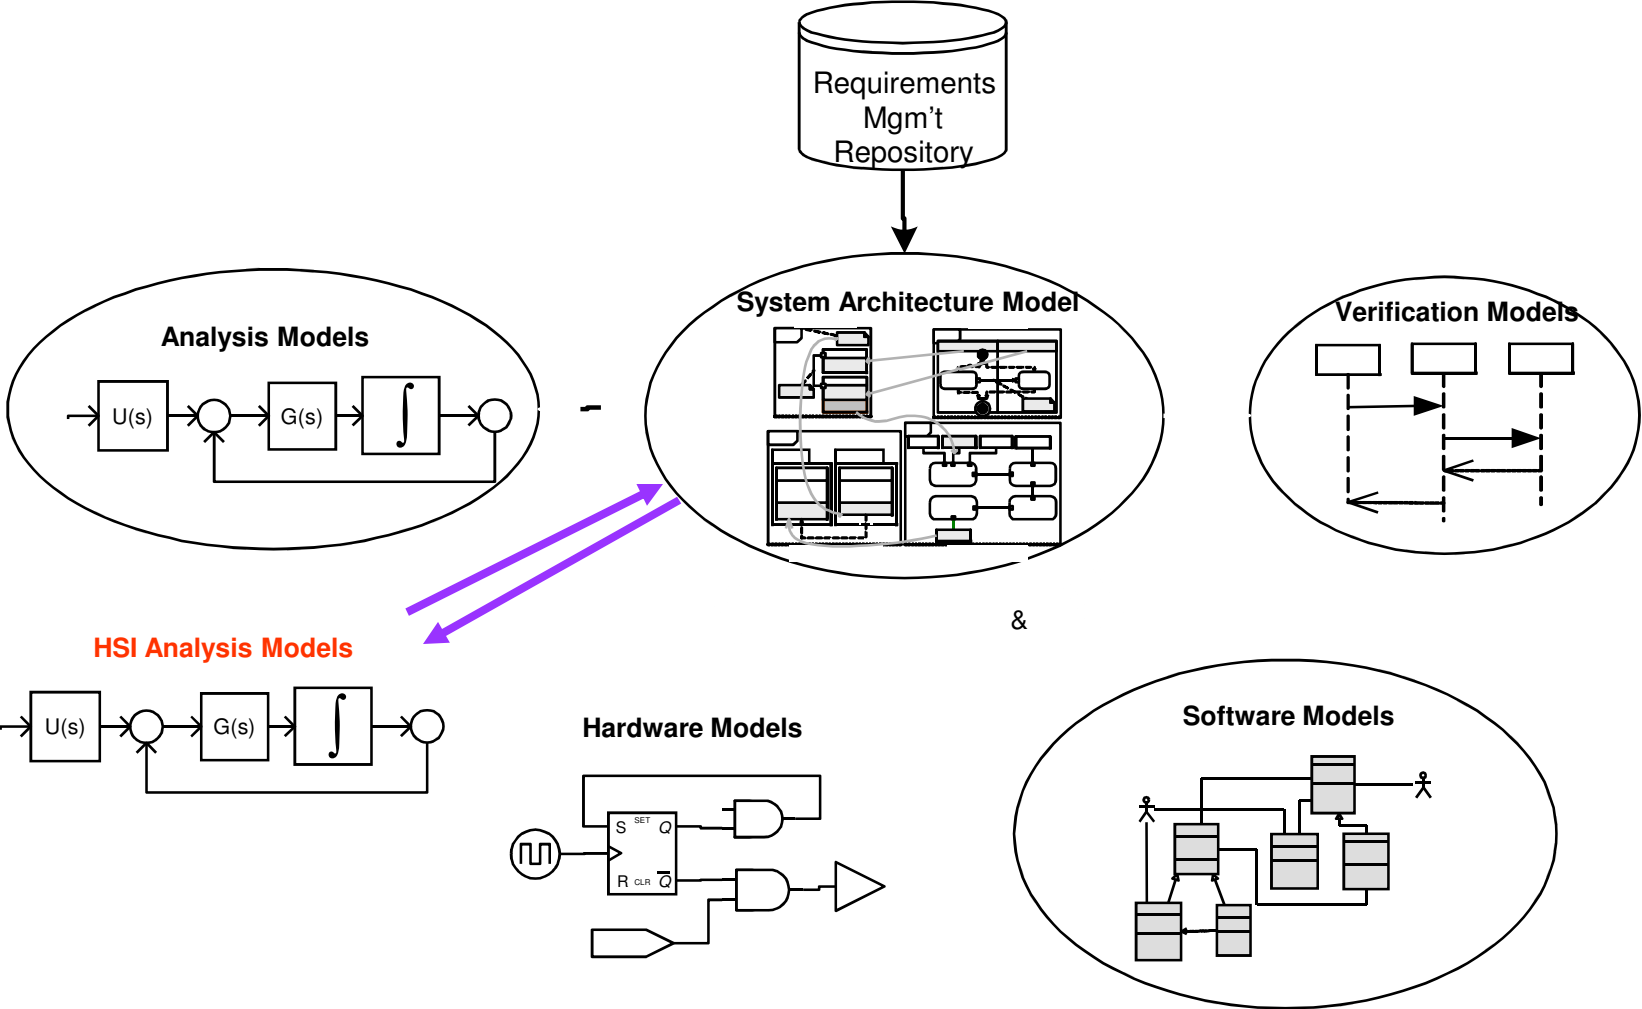 Requirements
Mgm't
Repository
System Architecture Model
Verification Models
Analysis Models
U(s)
G(s)
∫
&
HSI Analysis Models
U(s)
G(s)
∫
Hardware Models
S SET Q
R CLR Q
Software Models